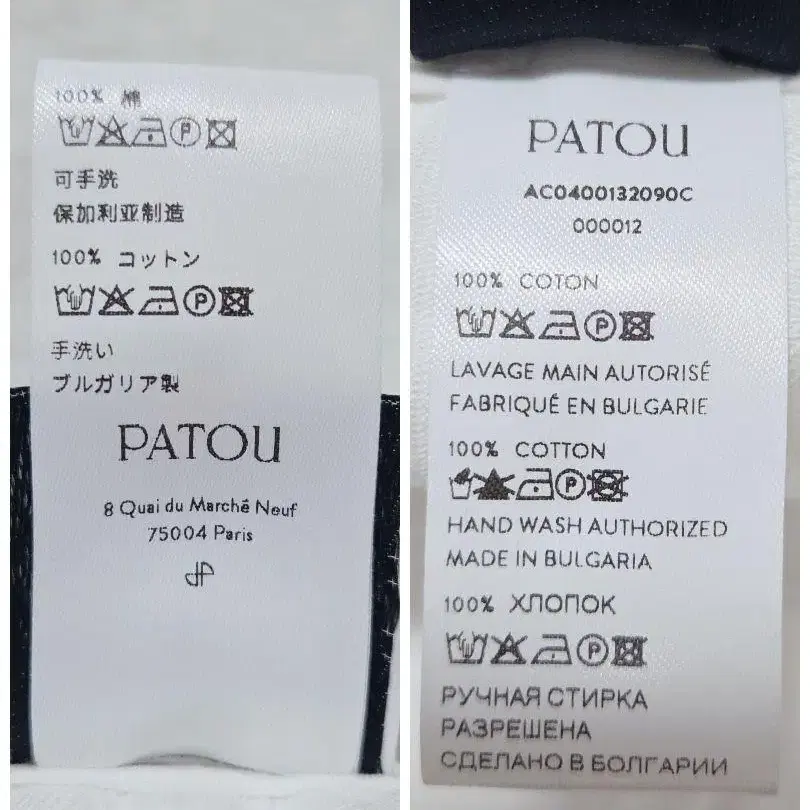 100% 棉
可手洗
保加利亚制造
100% コットン
手洗い
ブルガリア製
PATOU
8 Quai du Marché Neuf
75004 Paris
JP
PATOU
AC0400132090C
000012
100% COTON
LAVAGE MAIN AUTORISÉ
FABRIQUÉ EN BULGARIE
100% COTTON
HAND WASH AUTHORIZED
MADE IN BULGARIA
100% ХЛОПОК
РУЧНАЯ СТИРКА
РАЗРЕШЕНА
СДЕЛАНО В БОЛГАРИИ